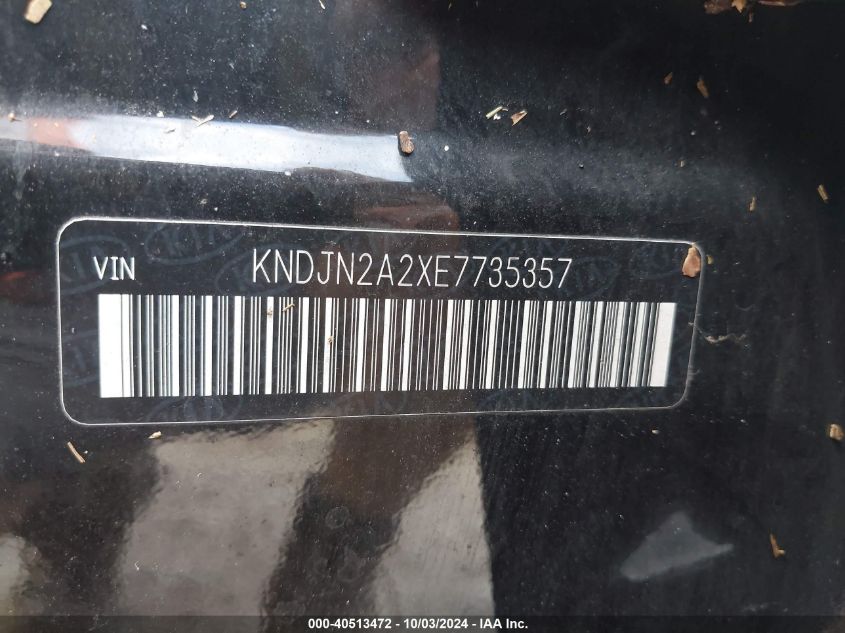 VIN KNDJN2A2XE7735357
000-40513472 - 10/03/2024 - IAA Inc.